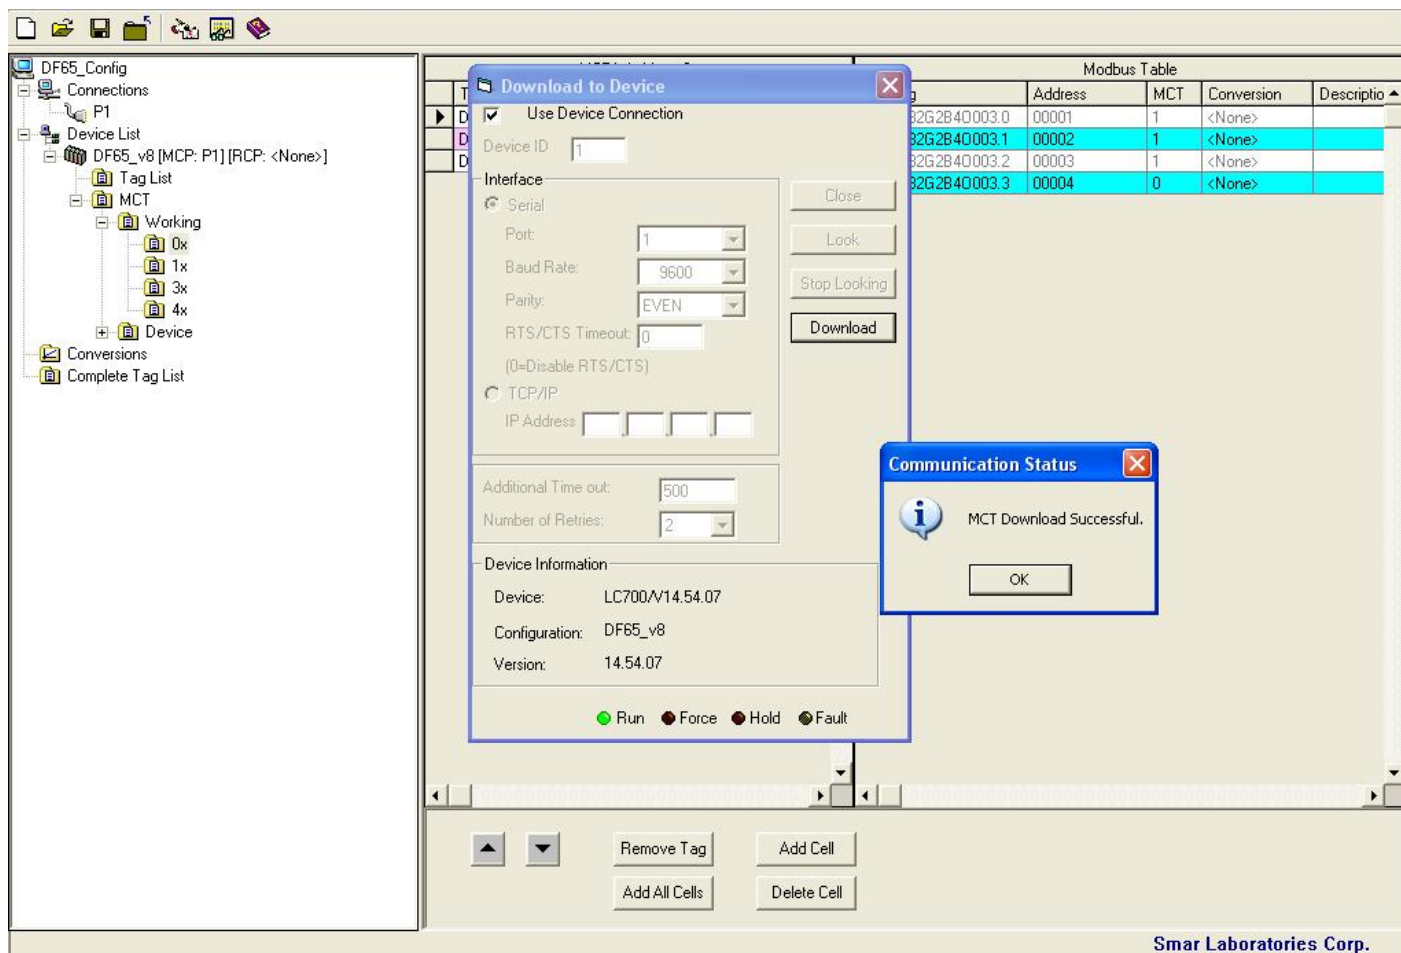 DF65_Config
Connections
P1
Device List
DF65_v8 [MCP: P1] [RCP: <None>]
Tag List
MCT
Working
0x
1x
3x
4x
Device
Conversions
Complete Tag List
Modbus Table
Address MCT Conversion Descriptio
32G2B4O003.0 00001 1 <None>
32G2B4O003.1 00002 1 <None>
32G2B4O003.2 00003 1 <None>
32G2B4O003.3 00004 0 <None>
Download to Device
Use Device Connection
Device ID 1
Interface
Serial
Port: 1
Baud Rate: 9600
Parity: EVEN
RTS/CTS Timeout: 0
(0=Disable RTS/CTS)
TCP/IP
IP Address
Close
Look
Stop Looking
Download
Additional Time out: 500
Number of Retries: 2
Device Information
Device: LC700/V14.54.07
Configuration: DF65_v8
Version: 14.54.07
Run Force Hold Fault
Communication Status
MCT Download Successful.
OK
Remove Tag Add Cell
Add All Cells Delete Cell
Smar Laboratories Corp.